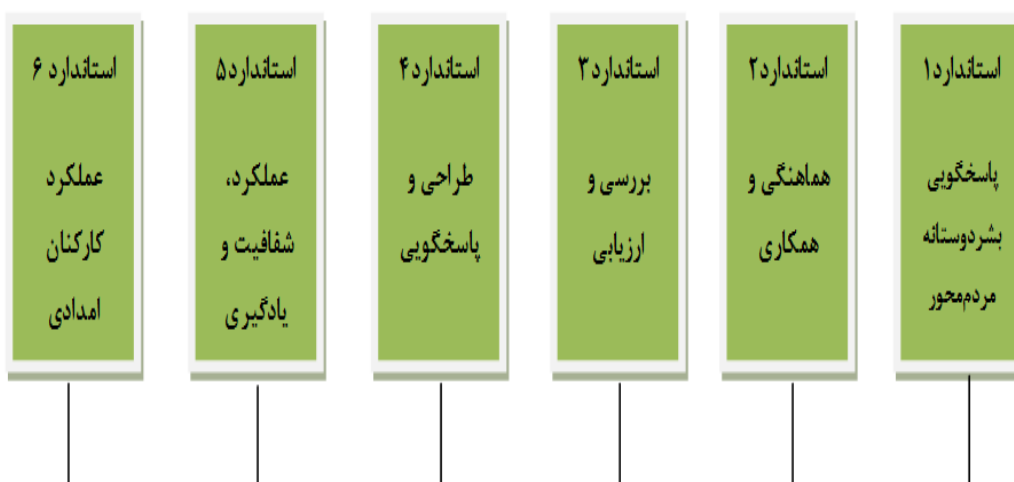 استاندارد۱
پاسخگویی
بشردوستانه
مردم‌محور
استاندارد۲
هماهنگی و
همکاری
استاندارد۳
بررسی و
ارزیابی
استاندارد۴
طراحی و
پاسخگویی
استاندارد۵
عملکرد،
شفافیت و
یادگیری
استاندارد ۶
عملکرد
کارکنان
امدادی